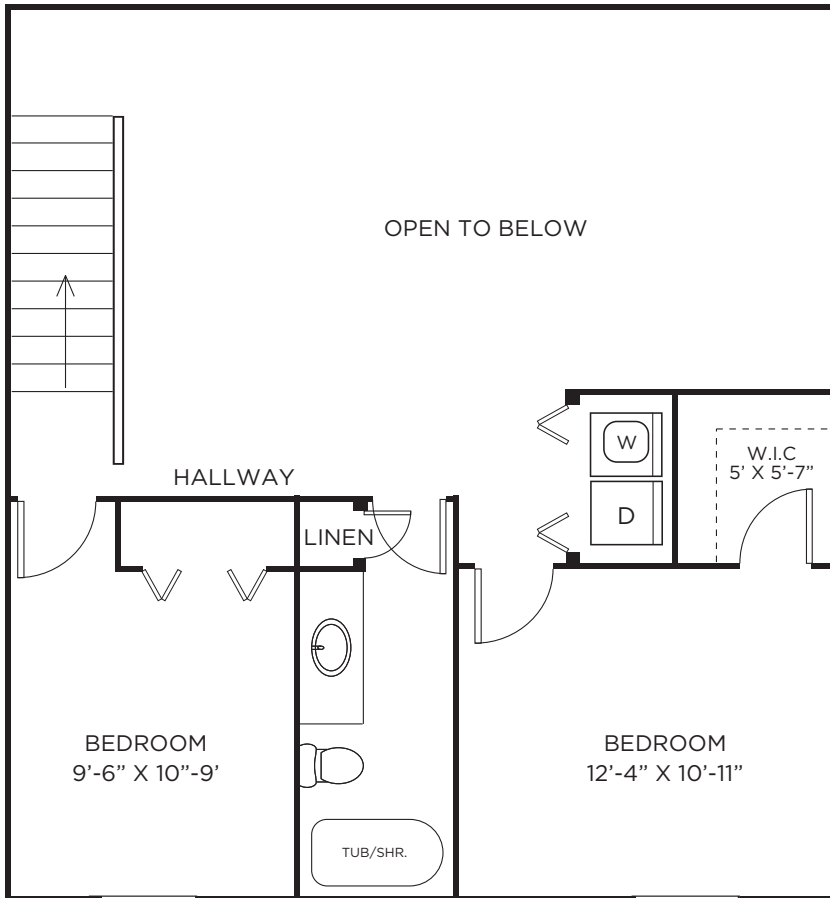 OPEN TO BELOW
W
W.I.C
5’ X 5’-7”
HALLWAY
D
LINEN
BEDROOM
9’-6” X 10”-9’
BEDROOM
12’-4” X 10’-11”
TUB/SHR.